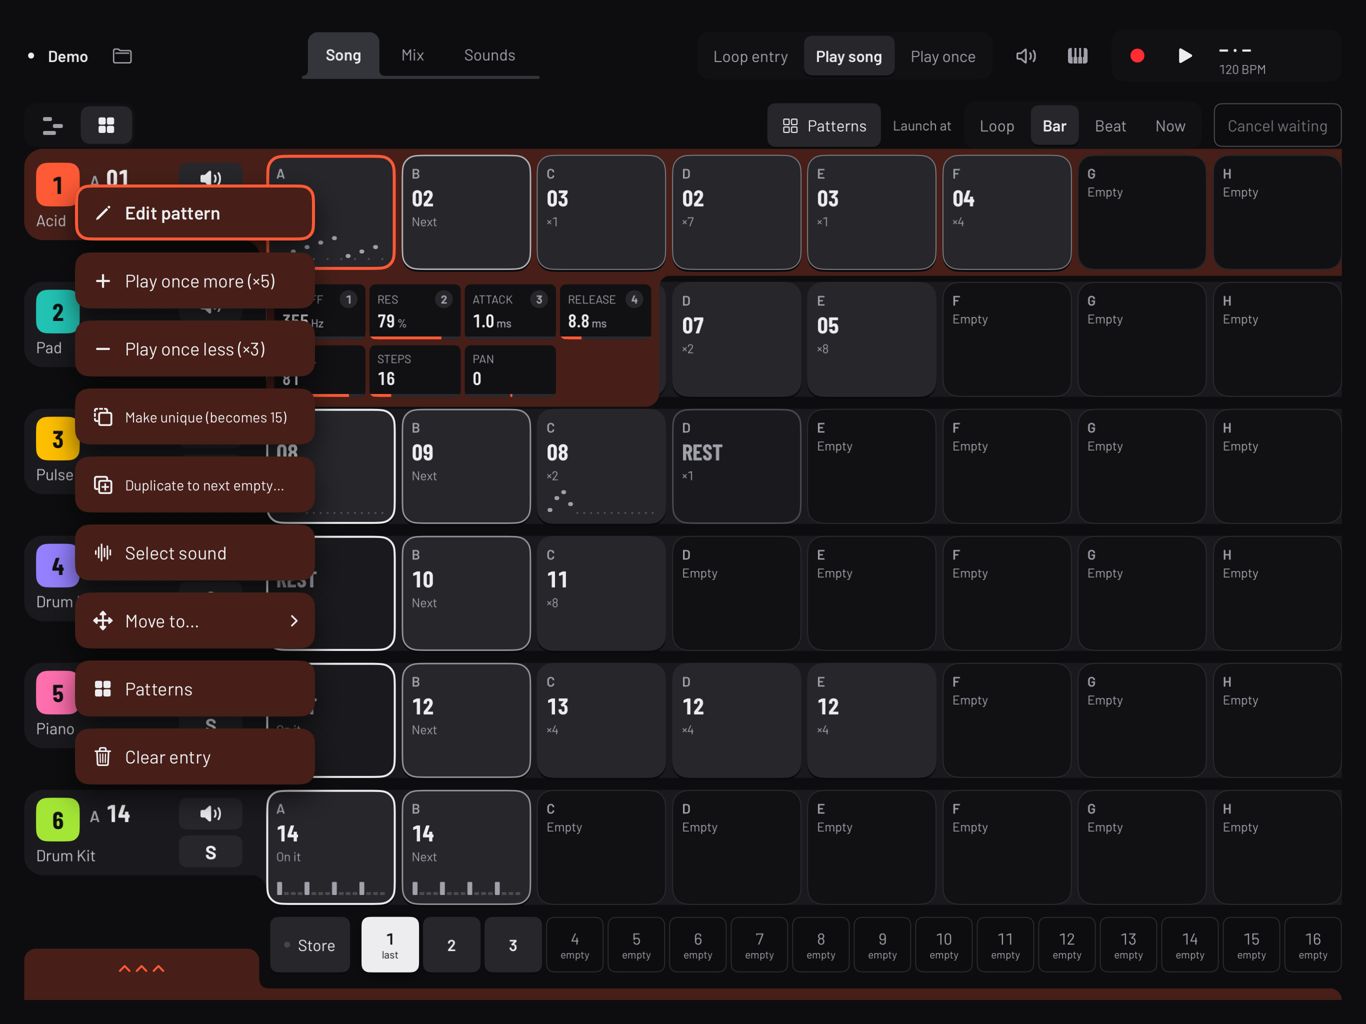 Demo
Song
Mix
Sounds
Loop entry
Play song
Play once
120 BPM
Patterns
Launch at
Loop
Bar
Beat
Now
Cancel waiting
1
Acid
A 01
A
B
02
Next
C
03
×1
D
02
×7
E
03
×1
F
04
×4
G
Empty
H
Empty
Edit pattern
Play once more (×5)
Play once less (×3)
Make unique (becomes 15)
Duplicate to next empty...
Select sound
Move to...
Patterns
Clear entry
2
Pad
1
355 Hz
RES
2
79 %
ATTACK
3
1.0 ms
RELEASE
4
8.8 ms
81
STEPS
16
PAN
0
D
07
×2
E
05
×8
F
Empty
G
Empty
H
Empty
3
Pulse
08
B
09
Next
C
08
×2
D
REST
×1
E
Empty
F
Empty
G
Empty
H
Empty
4
Drum
REST
B
10
Next
C
11
×8
D
Empty
E
Empty
F
Empty
G
Empty
H
Empty
5
Piano
S
On it
B
12
Next
C
13
×4
D
12
×4
E
12
×4
F
Empty
G
Empty
H
Empty
6
Drum Kit
A 14
S
A
14
On it
B
14
Next
C
Empty
D
Empty
E
Empty
F
Empty
G
Empty
H
Empty
Store
1
last
2
3
4
empty
5
empty
6
empty
7
empty
8
empty
9
empty
10
empty
11
empty
12
empty
13
empty
14
empty
15
empty
16
empty